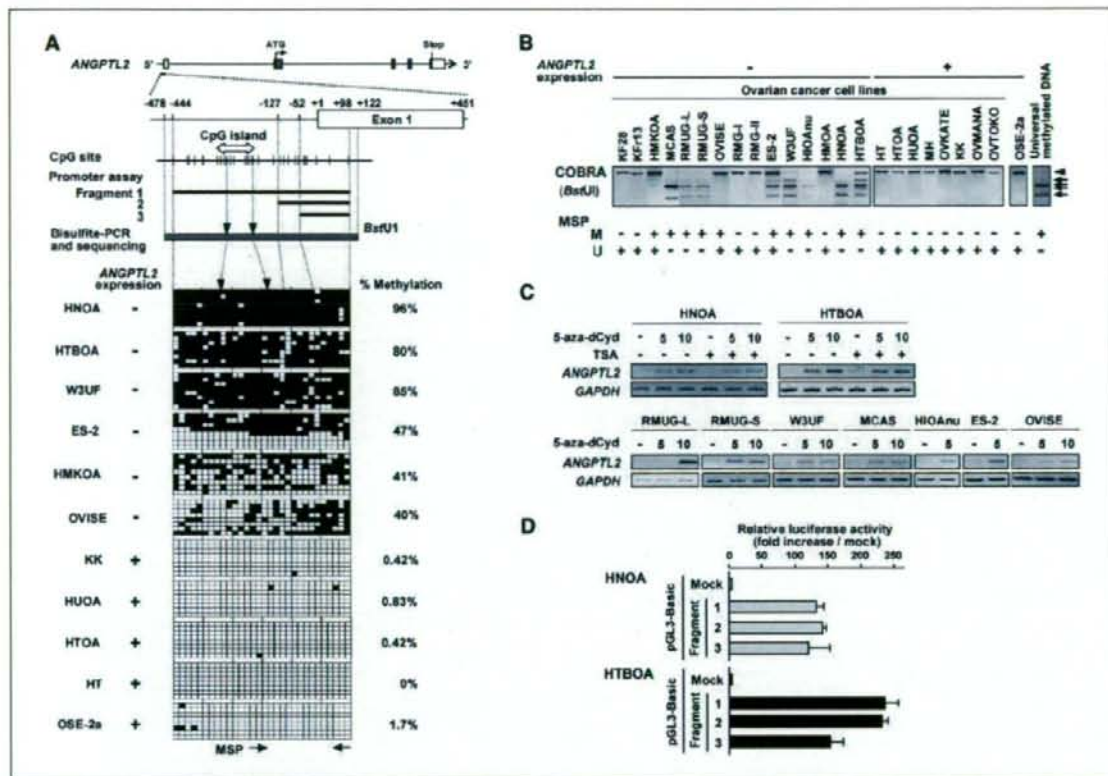 A
ATG
Stop
ANGPTL2
5'
3'
-478 -444 -127 -52 +1 +98 +122 +451
Exon 1
CpG island
CpG site
Promoter assay
Fragment 1
2
3
BstU1
Bisulfite-PCR
and sequencing
ANGPTL2
expression
% Methylation
HNOA - 96%
HTBOA - 80%
W3UF - 85%
ES-2 - 47%
HMKOA - 41%
OVISE - 40%
KK + 0.42%
HUOA + 0.83%
HTOA + 0.42%
HT + 0%
OSE-2a + 1.7%
MSP
B
ANGPTL2
expression
- +
Ovarian cancer cell lines
KF28 KFr13 HMKOA MCAS RMUG-L RMUG-S OVISE RMG-I RMG-II ES-2 W3UF HIOAnu HMOA HNOA HTBOA HT HTOA HUOA MH OVKATE KK OVMANA OVTOKO OSE-2a Universal methylated DNA
COBRA
(BstUI)
MSP
M - - + + + + + - - + + + + + + - - - - - - - - - +
U
C
HNOA HTBOA
5-aza-dCyd - 5 10 - 5 10 - 5 10 - 5 10
TSA - - - + + + - - - + + +
ANGPTL2
GAPDH
RMUG-L RMUG-S W3UF MCAS HIOAnu ES-2 OVISE
5-aza-dCyd - 5 10 - 5 10 - 5 10 - 5 10 - 5 - 5 - 5 10
ANGPTL2
GAPDH
D
Relative luciferase activity
(fold increase / mock)
0 50 100 150 200 250
HNOA
pGL3-Basic
Mock
Fragment
1
2
3
HTBOA
pGL3-Basic
Mock
Fragment
1
2
3